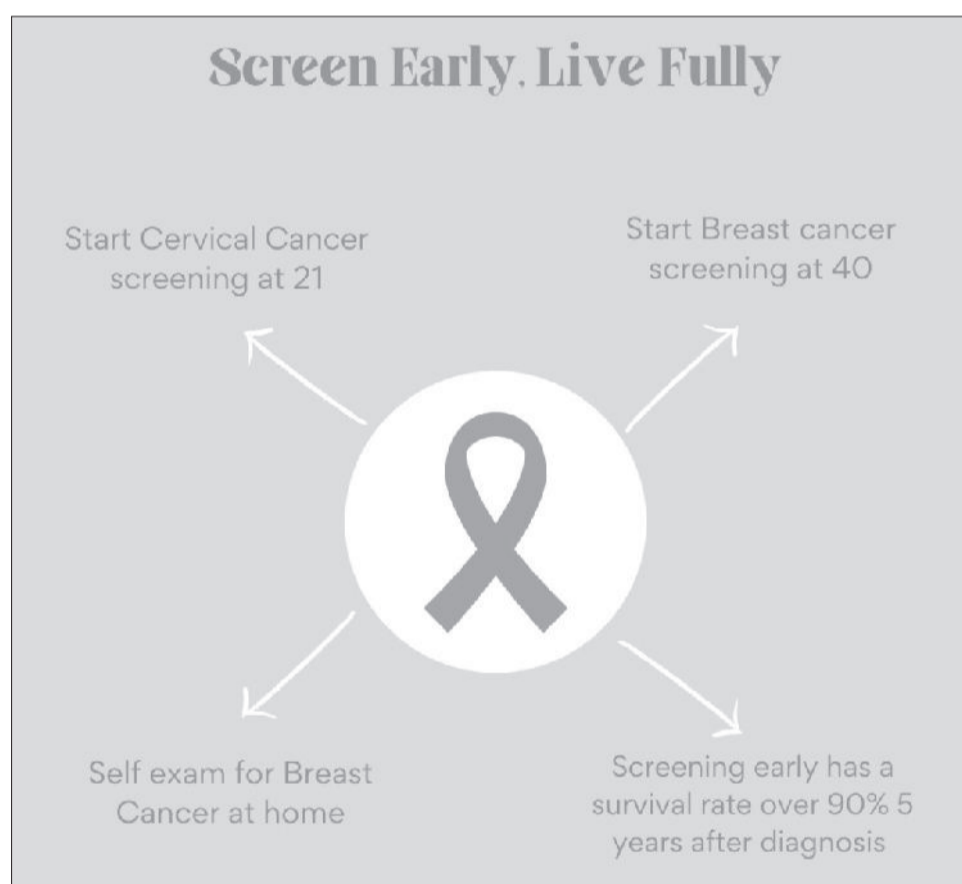 Screen Early, Live Fully
Start Cervical Cancer
screening at 21
Start Breast cancer
screening at 40
Self exam for Breast
Cancer at home
Screening early has a
survival rate over 90% 5
years after diagnosis